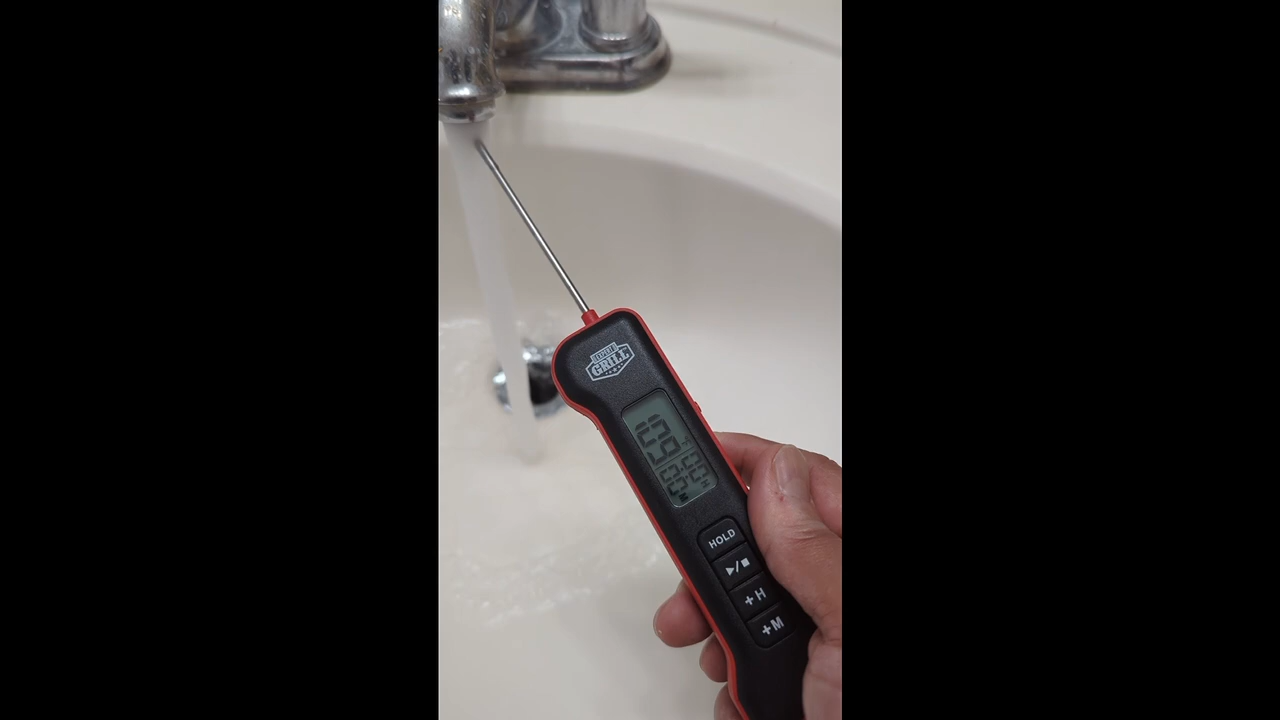 EXPERT
GRILL
HOLD
▶/■
+H
+M